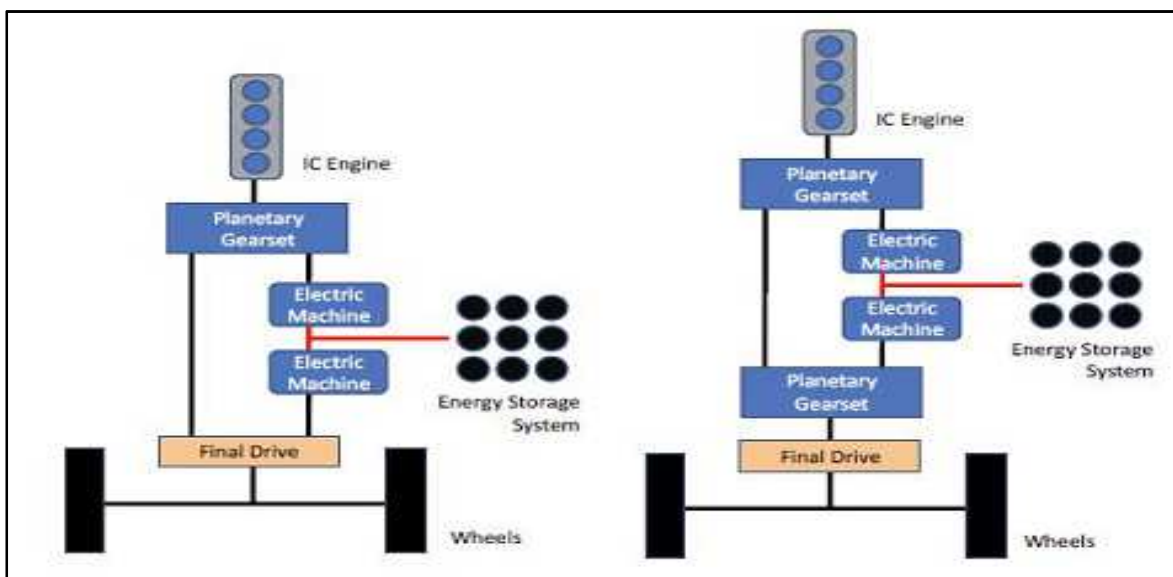 IC Engine
Planetary
Gearset
Electric
Machine
Electric
Machine
Energy Storage
System
Final Drive
Wheels
IC Engine
Planetary
Gearset
Electric
Machine
Electric
Machine
Energy Storage
System
Planetary
Gearset
Final Drive
Wheels